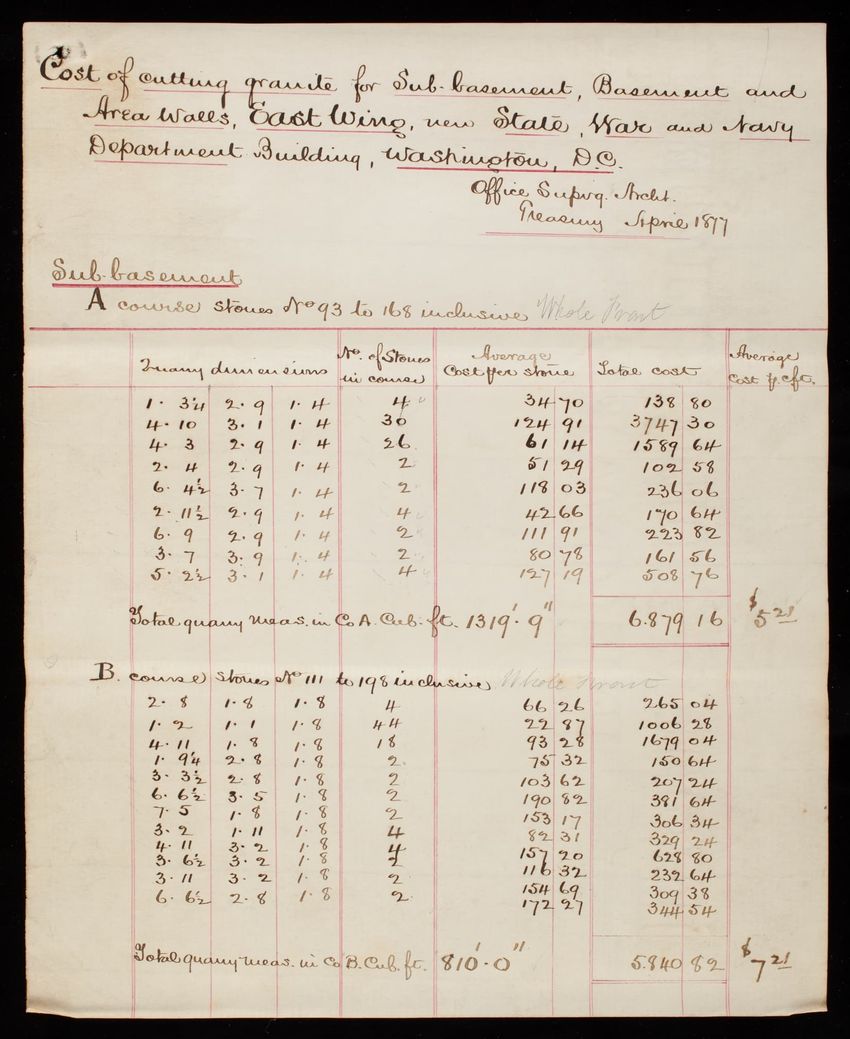 Cost of cutting granite for Sub-basement, Basement and
Area Walls, East Wing, new State, War and Navy
Department Building, Washington, D.C.
Office Supvg. Archt.
Treasury April 1877
Sub-basement
A course stones No 93 to 168 inclusive Whole Front
Quarry dimensions No. of Stones in course Average Cost per stone Total cost Average Cost p. cft.
1. 3¼ 2. 9 1. 4 4 34 70 138 80
4. 10 3. 1 1. 4 30 124 91 3747 30
4. 3 2. 9 1. 4 26 61 14 1589 64
2. 4 2. 9 1. 4 2 51 29 102 58
6. 4½ 3. 7 1. 4 2 118 03 236 06
2. 11½ 2. 9 1. 4 4 42 66 170 64
6. 9 2. 9 1. 4 2 111 91 223 82
3. 7 3. 9 1. 4 2 80 78 161 56
5. 2½ 3. 1 1. 4 4 127 19 508 76
Total quarry meas. in Co A. Cub. ft. 1319'. 9" 6.879 16 $5 21
B. course stones No 111 to 198 inclusive Whole Front
2. 8 1. 8 1. 8 4 66 26 265 04
1. 2 1. 1 1. 8 44 22 87 1006 28
4. 11 1. 8 1. 8 18 93 28 1679 04
1. 9¼ 2. 8 1. 8 2 75 32 150 64
3. 3½ 2. 8 1. 8 2 103 62 207 24
6. 6½ 3. 5 1. 8 2 190 82 381 64
7. 5 1. 8 1. 8 2 153 17 306 34
3. 2 1. 11 1. 8 4 82 31 329 24
4. 11 3. 2 1. 8 4 157 20 628 80
3. 6½ 3. 2 1. 8 2 116 32 232 64
3. 11 3. 2 1. 8 2 154 69 309 38
6. 6½ 2. 8 1. 8 2 172 27 344 54
Total quarry meas. in Co B. Cub. ft. 810'. 0" 5.840 82 $7 21